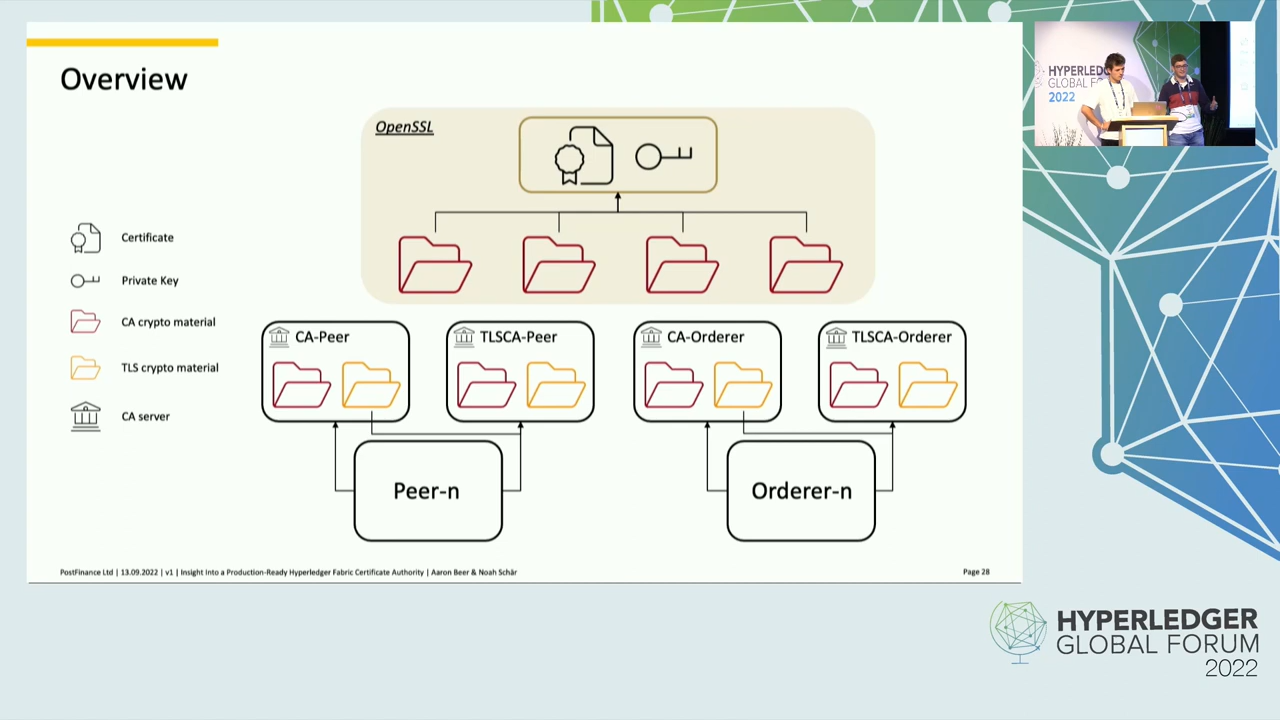 Overview
OpenSSL
Certificate
Private Key
CA crypto material
TLS crypto material
CA server
CA-Peer
TLSCA-Peer
CA-Orderer
TLSCA-Orderer
Peer-n
Orderer-n
PostFinance Ltd | 13.09.2022 | v1 | Insight Into a Production-Ready Hyperledger Fabric Certificate Authority | Aaron Beer & Noah Schär
Page 28
HYPERLEDG
GLOBAL FO
2022
HYPERLEDGER
GLOBAL FORUM
2022